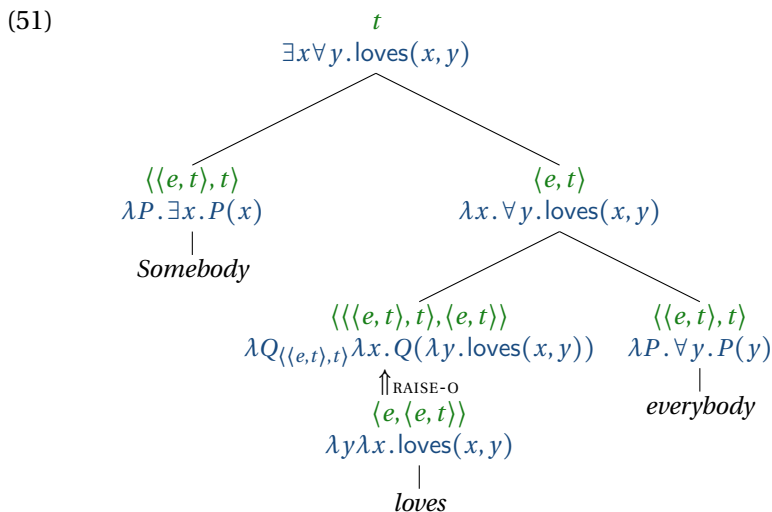 (51)
t
∃x∀y.loves(x, y)
⟨⟨e, t⟩, t⟩ ⟨e, t⟩
λP.∃x.P(x) λx.∀y.loves(x, y)
Somebody
⟨⟨⟨e, t⟩, t⟩,⟨e, t⟩⟩ ⟨⟨e, t⟩, t⟩
λQ⟨⟨e,t⟩,t⟩λx.Q(λy.loves(x, y)) λP.∀y.P(y)
⇑RAISE-O
everybody
⟨e,⟨e, t⟩⟩
λyλx.loves(x, y)
loves